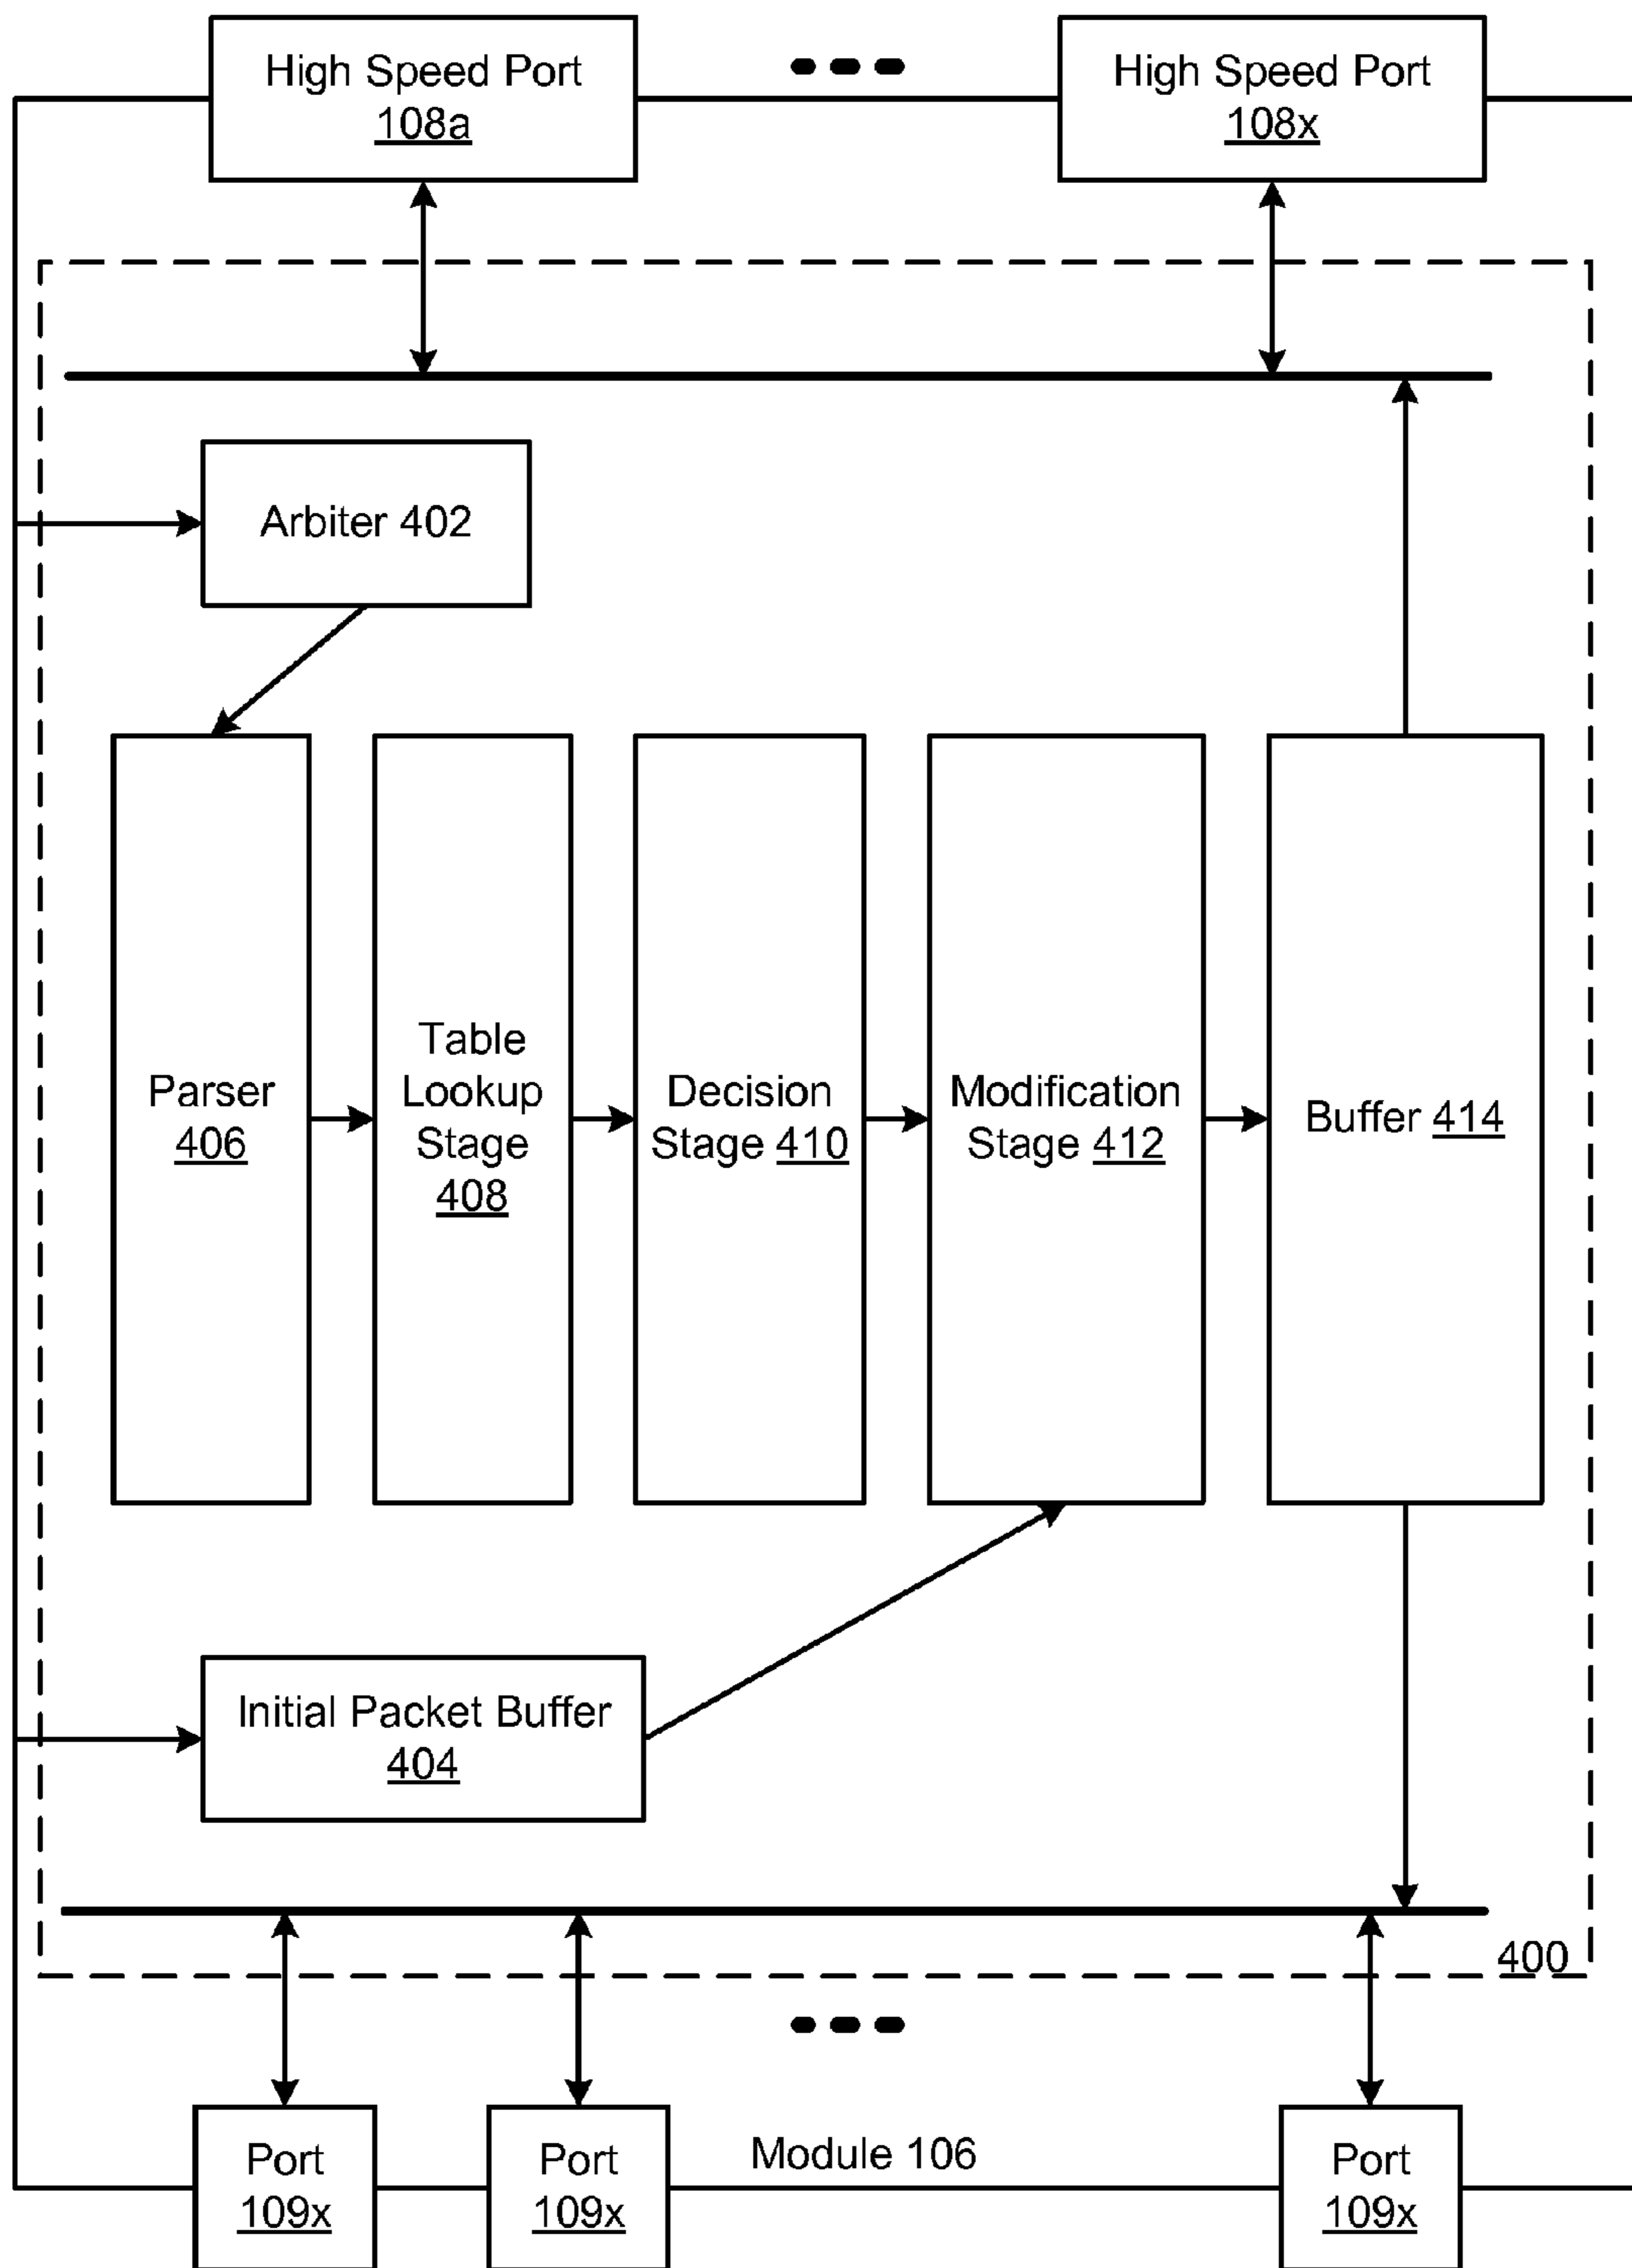 High Speed Port
108a
High Speed Port
108x
Arbiter 402
Parser
406
Table
Lookup
Stage
408
Decision
Stage 410
Modification
Stage 412
Buffer 414
Initial Packet Buffer
404
400
Port
109x
Port
109x
Module 106
Port
109x